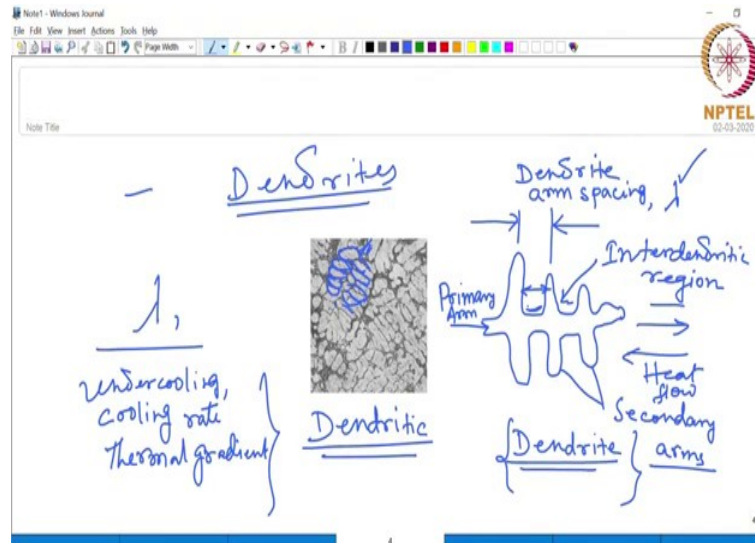 Note1 - Windows Journal
File Edit View Insert Actions Tools Help
Page Width
B I
NPTEL
Note Title
02-03-2020
Dendrites
Dendrite
arm spacing, λ
Interdendritic
region
Primary
Arm
λ,
Undercooling,
cooling rate
Thermal gradient
Heat
flow
Secondary
arms
Dendritic
Dendrite